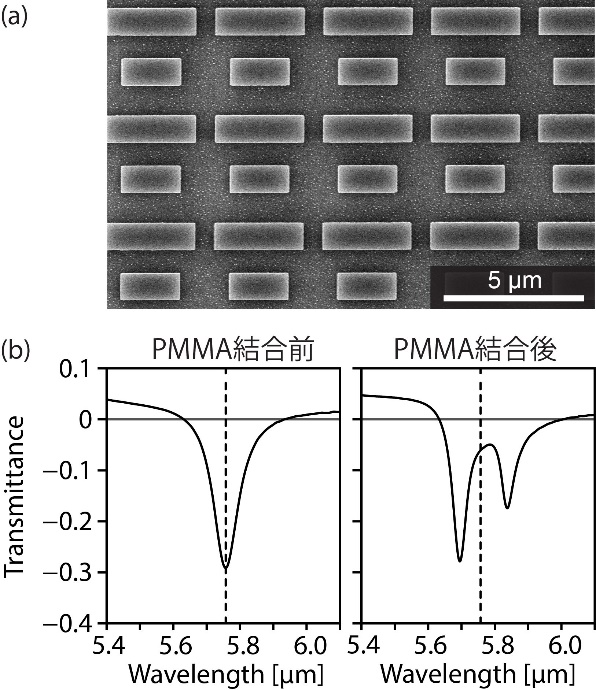 (a)
5 μm
(b)
PMMA結合前
PMMA結合後
0.1
0
−0.1
−0.2
−0.3
−0.4
Transmittance
5.4 5.6 5.8 6.0
5.4 5.6 5.8 6.0
Wavelength [μm]
Wavelength [μm]